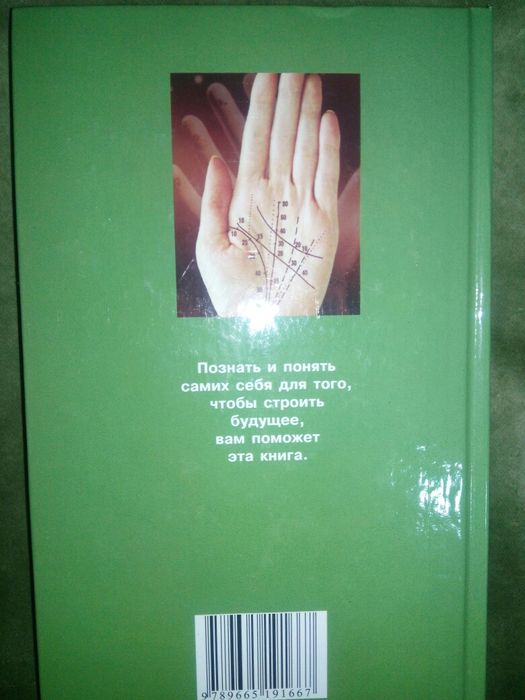 Познать и понять
самих себя для того,
чтобы строить
будущее,
вам поможет
эта книга.
9789665191667